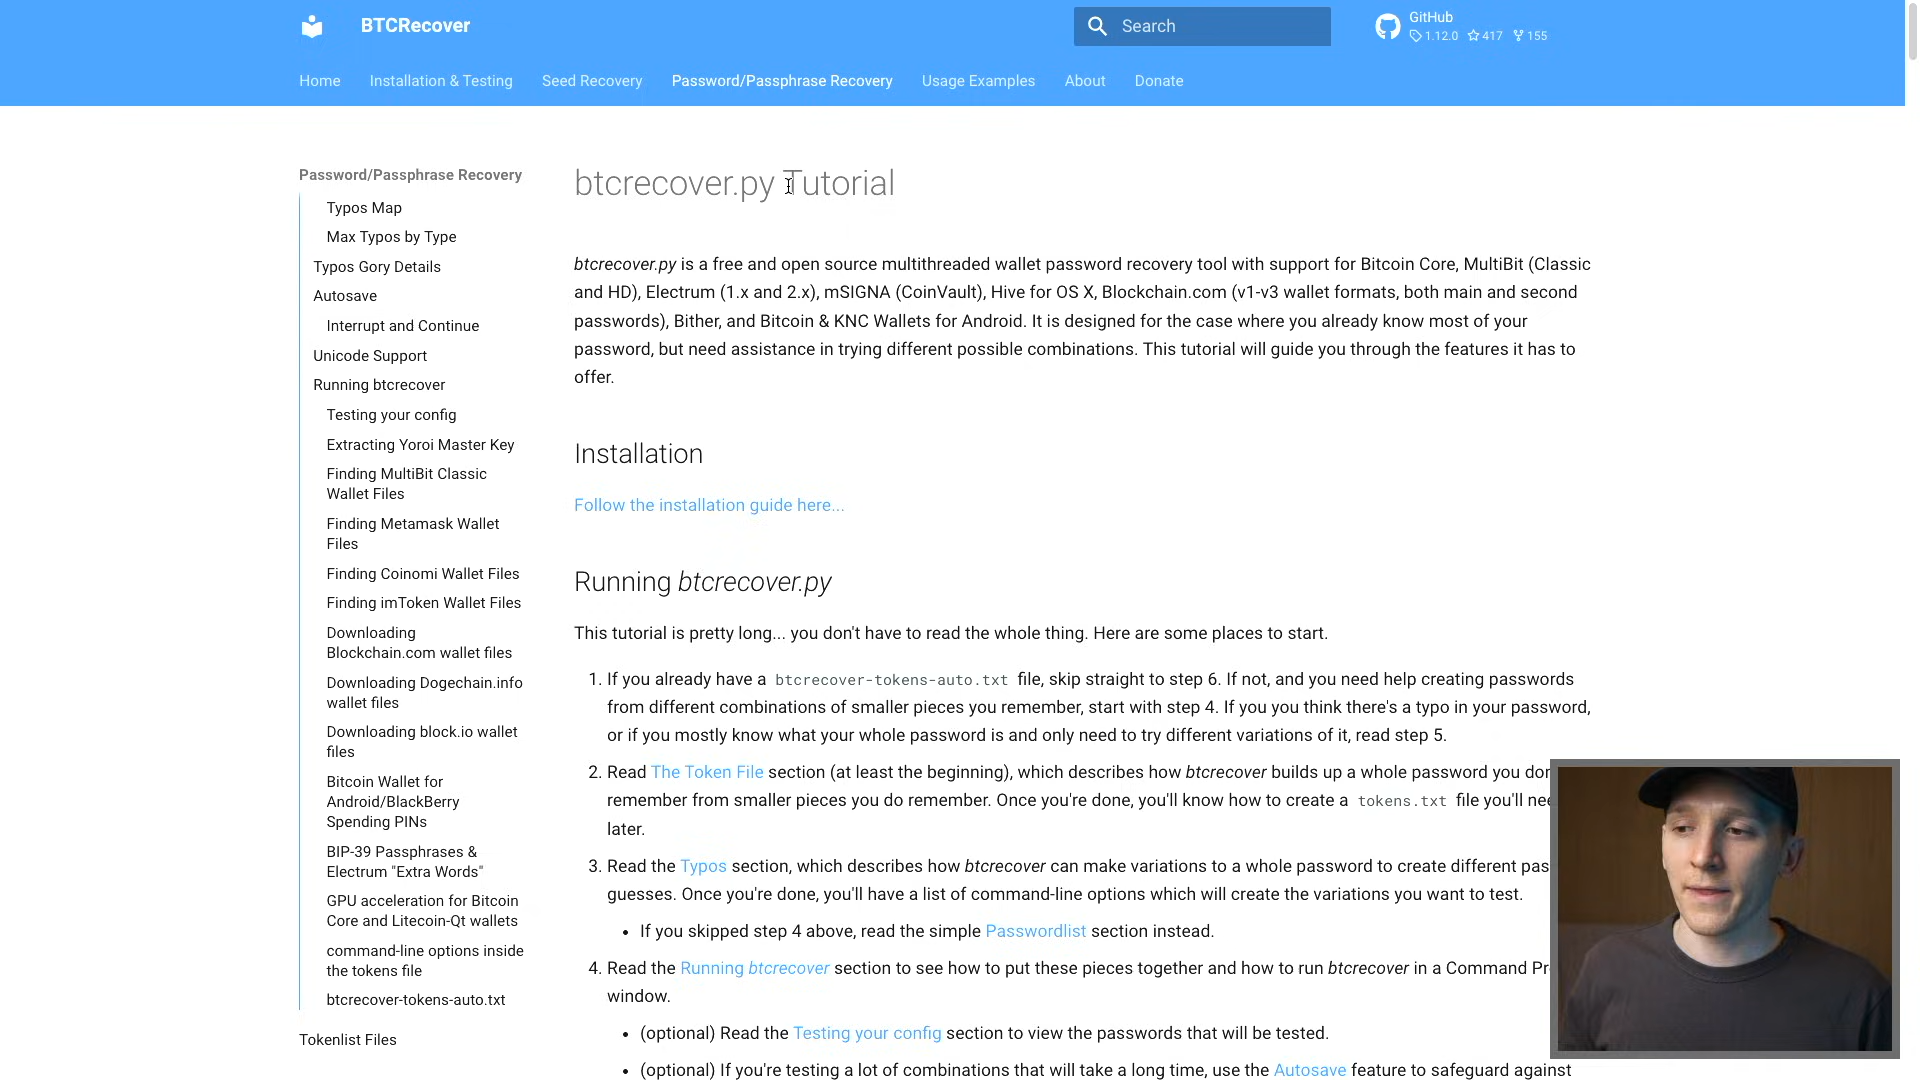 BTCRecover
Search
GitHub
1.12.0 417 155
Home Installation & Testing Seed Recovery Password/Passphrase Recovery Usage Examples About Donate
Password/Passphrase Recovery
Typos Map
Max Typos by Type
Typos Gory Details
Autosave
Interrupt and Continue
Unicode Support
Running btcrecover
Testing your config
Extracting Yoroi Master Key
Finding MultiBit Classic
Wallet Files
Finding Metamask Wallet
Files
Finding Coinomi Wallet Files
Finding imToken Wallet Files
Downloading
Blockchain.com wallet files
Downloading Dogechain.info
wallet files
Downloading block.io wallet
files
Bitcoin Wallet for
Android/BlackBerry
Spending PINs
BIP-39 Passphrases &
Electrum "Extra Words"
GPU acceleration for Bitcoin
Core and Litecoin-Qt wallets
command-line options inside
the tokens file
btcrecover-tokens-auto.txt
Tokenlist Files
btcrecover.py Tutorial
btcrecover.py is a free and open source multithreaded wallet password recovery tool with support for Bitcoin Core, MultiBit (Classic
and HD), Electrum (1.x and 2.x), mSIGNA (CoinVault), Hive for OS X, Blockchain.com (v1-v3 wallet formats, both main and second
passwords), Bither, and Bitcoin & KNC Wallets for Android. It is designed for the case where you already know most of your
password, but need assistance in trying different possible combinations. This tutorial will guide you through the features it has to
offer.
Installation
Follow the installation guide here...
Running btcrecover.py
This tutorial is pretty long... you don't have to read the whole thing. Here are some places to start.
1. If you already have a btcrecover-tokens-auto.txt file, skip straight to step 6. If not, and you need help creating passwords
from different combinations of smaller pieces you remember, start with step 4. If you you think there's a typo in your password,
or if you mostly know what your whole password is and only need to try different variations of it, read step 5.
2. Read The Token File section (at least the beginning), which describes how btcrecover builds up a whole password you
remember from smaller pieces you do remember. Once you're done, you'll know how to create a tokens.txt file you'll
later.
3. Read the Typos section, which describes how btcrecover can make variations to a whole password to create different
guesses. Once you're done, you'll have a list of command-line options which will create the variations you want to test.
• If you skipped step 4 above, read the simple Passwordlist section instead.
4. Read the Running btcrecover section to see how to put these pieces together and how to run btcrecover in a Command
window.
• (optional) Read the Testing your config section to view the passwords that will be tested.
• (optional) If you're testing a lot of combinations that will take a long time, use the Autosave feature to safeguard against